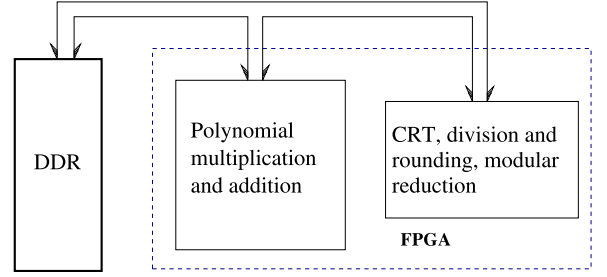 DDR
Polynomial
multiplication
and addition
CRT, division and
rounding, modular
reduction
FPGA